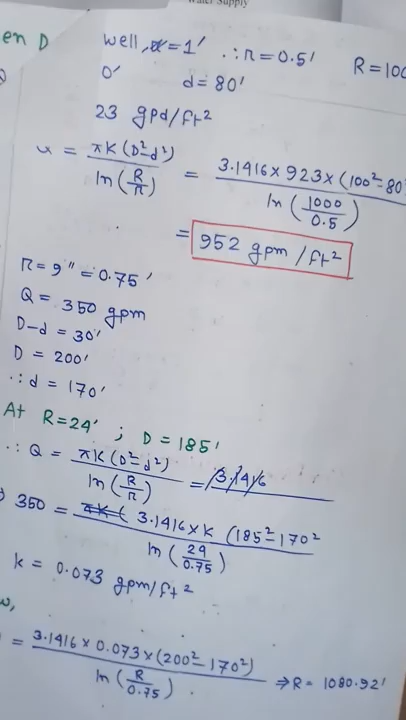 Water Supply
en D well, d=1' ∴ r = 0.5' R=100
0' d = 80'
23 gpd/ft²
= πK(D²-d²) / ln(R/r) = 3.1416 × 923 × (100²-80 / ln(1000/0.5)
= 952 gpm/ft²
r = 9" = 0.75'
Q = 350 gpm
D-d = 30'
D = 200'
∴ d = 170'
At R=24' ; D = 185'
∴ Q = πK(D²-d²) / ln(R/r) = 3.1416
350 = πK( 3.1416 × K (185²-170² / ln(24/0.75)
k = 0.073 gpm/ft²
w,
= 3.1416 × 0.073 × (200²-170²) / ln(R/0.75) ⇒ R = 1080.92'